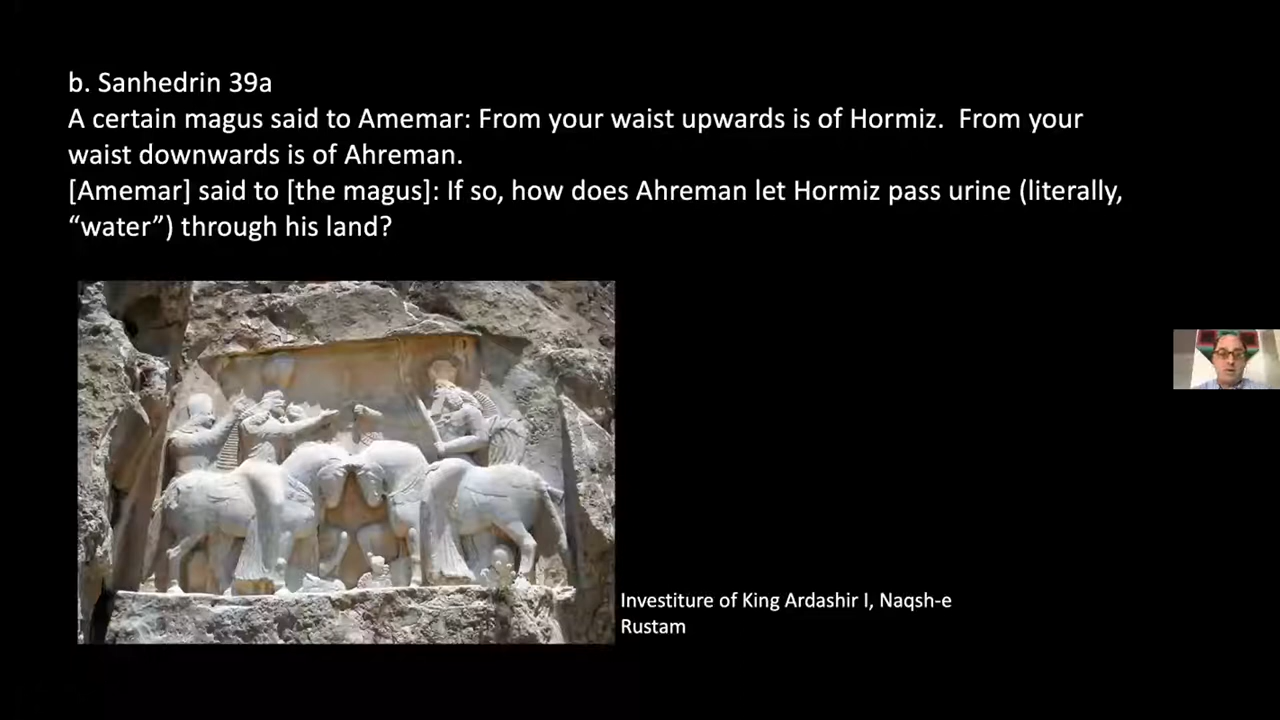 b. Sanhedrin 39a
A certain magus said to Amemar: From your waist upwards is of Hormiz.  From your
waist downwards is of Ahreman.
[Amemar] said to [the magus]: If so, how does Ahreman let Hormiz pass urine (literally,
“water”) through his land?
Investiture of King Ardashir I, Naqsh-e
Rustam